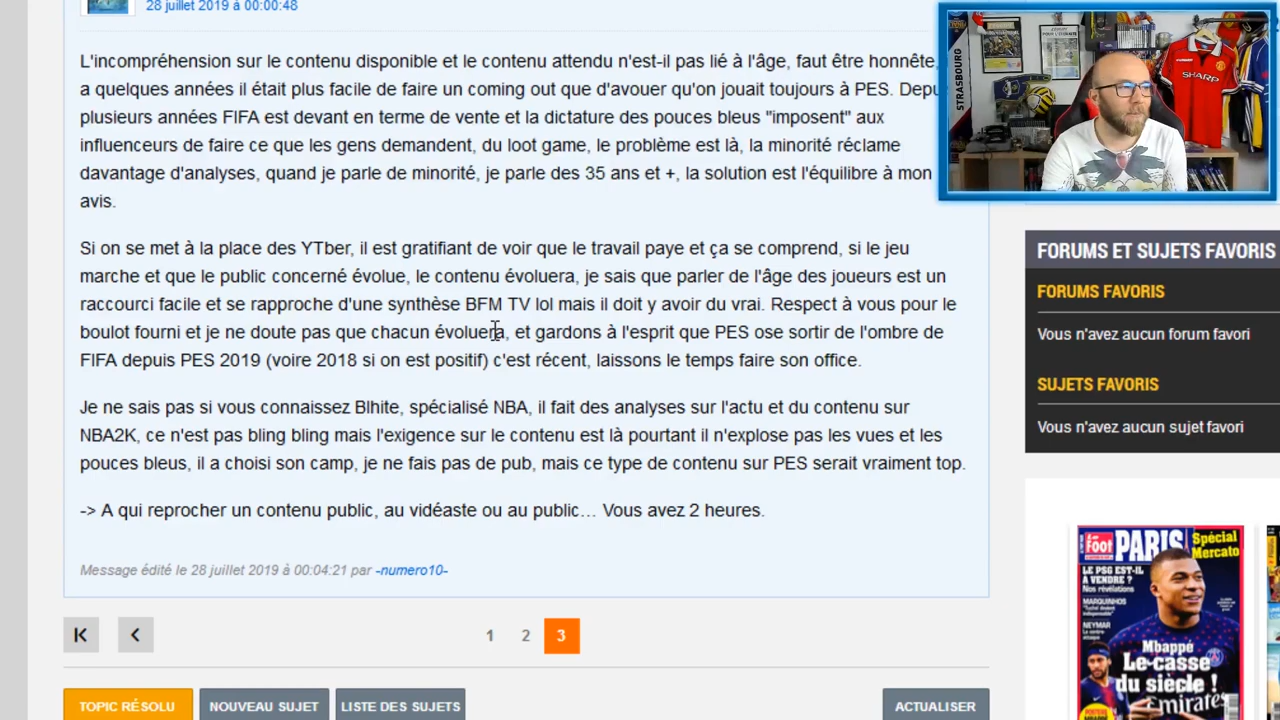 28 juillet 2019 à 00:00:48
L'incompréhension sur le contenu disponible et le contenu attendu n'est-il pas lié à l'âge, faut être honnête,
a quelques années il était plus facile de faire un coming out que d'avouer qu'on jouait toujours à PES. Depu
plusieurs années FIFA est devant en terme de vente et la dictature des pouces bleus "imposent" aux
influenceurs de faire ce que les gens demandent, du loot game, le problème est là, la minorité réclame
davantage d'analyses, quand je parle de minorité, je parle des 35 ans et +, la solution est l'équilibre à mon
avis.
Si on se met à la place des YTber, il est gratifiant de voir que le travail paye et ça se comprend, si le jeu
marche et que le public concerné évolue, le contenu évoluera, je sais que parler de l'âge des joueurs est un
raccourci facile et se rapproche d'une synthèse BFM TV lol mais il doit y avoir du vrai. Respect à vous pour le
boulot fourni et je ne doute pas que chacun évoluera, et gardons à l'esprit que PES ose sortir de l'ombre de
FIFA depuis PES 2019 (voire 2018 si on est positif) c'est récent, laissons le temps faire son office.
Je ne sais pas si vous connaissez Blhite, spécialisé NBA, il fait des analyses sur l'actu et du contenu sur
NBA2K, ce n'est pas bling bling mais l'exigence sur le contenu est là pourtant il n'explose pas les vues et les
pouces bleus, il a choisi son camp, je ne fais pas de pub, mais ce type de contenu sur PES serait vraiment top.
-> A qui reprocher un contenu public, au vidéaste ou au public... Vous avez 2 heures.
Message édité le 28 juillet 2019 à 00:04:21 par -numero10-
1 2 3
TOPIC RÉSOLU NOUVEAU SUJET LISTE DES SUJETS ACTUALISER
STRASBOURG
SHARP
FORUMS ET SUJETS FAVORIS
FORUMS FAVORIS
Vous n'avez aucun forum favori
SUJETS FAVORIS
Vous n'avez aucun sujet favori
Le Foot PARIS Spécial
Mercato
LE PSG EST-IL
À VENDRE ?
Nos révélations
MARQUINHOS
NEYMAR
Mbappé
Le casse
du siècle !
Emirates